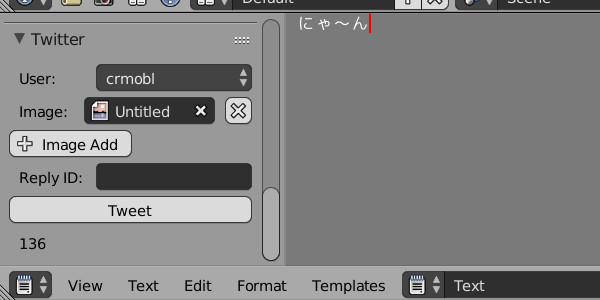 Default
Scene
Twitter
User: crmobl
Image: Untitled
Image Add
Reply ID:
Tweet
136
にゃ～ん
View Text Edit Format Templates Text